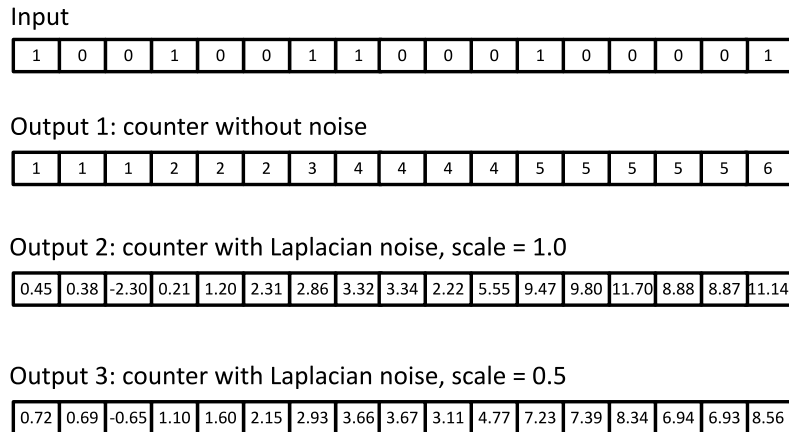 Input
1 0 0 1 0 0 1 1 0 0 0 1 0 0 0 0 1
Output 1: counter without noise
1 1 1 2 2 2 3 4 4 4 4 5 5 5 5 5 6
Output 2: counter with Laplacian noise, scale = 1.0
0.45 0.38 -2.30 0.21 1.20 2.31 2.86 3.32 3.34 2.22 5.55 9.47 9.80 11.70 8.88 8.87 11.14
Output 3: counter with Laplacian noise, scale = 0.5
0.72 0.69 -0.65 1.10 1.60 2.15 2.93 3.66 3.67 3.11 4.77 7.23 7.39 8.34 6.94 6.93 8.56